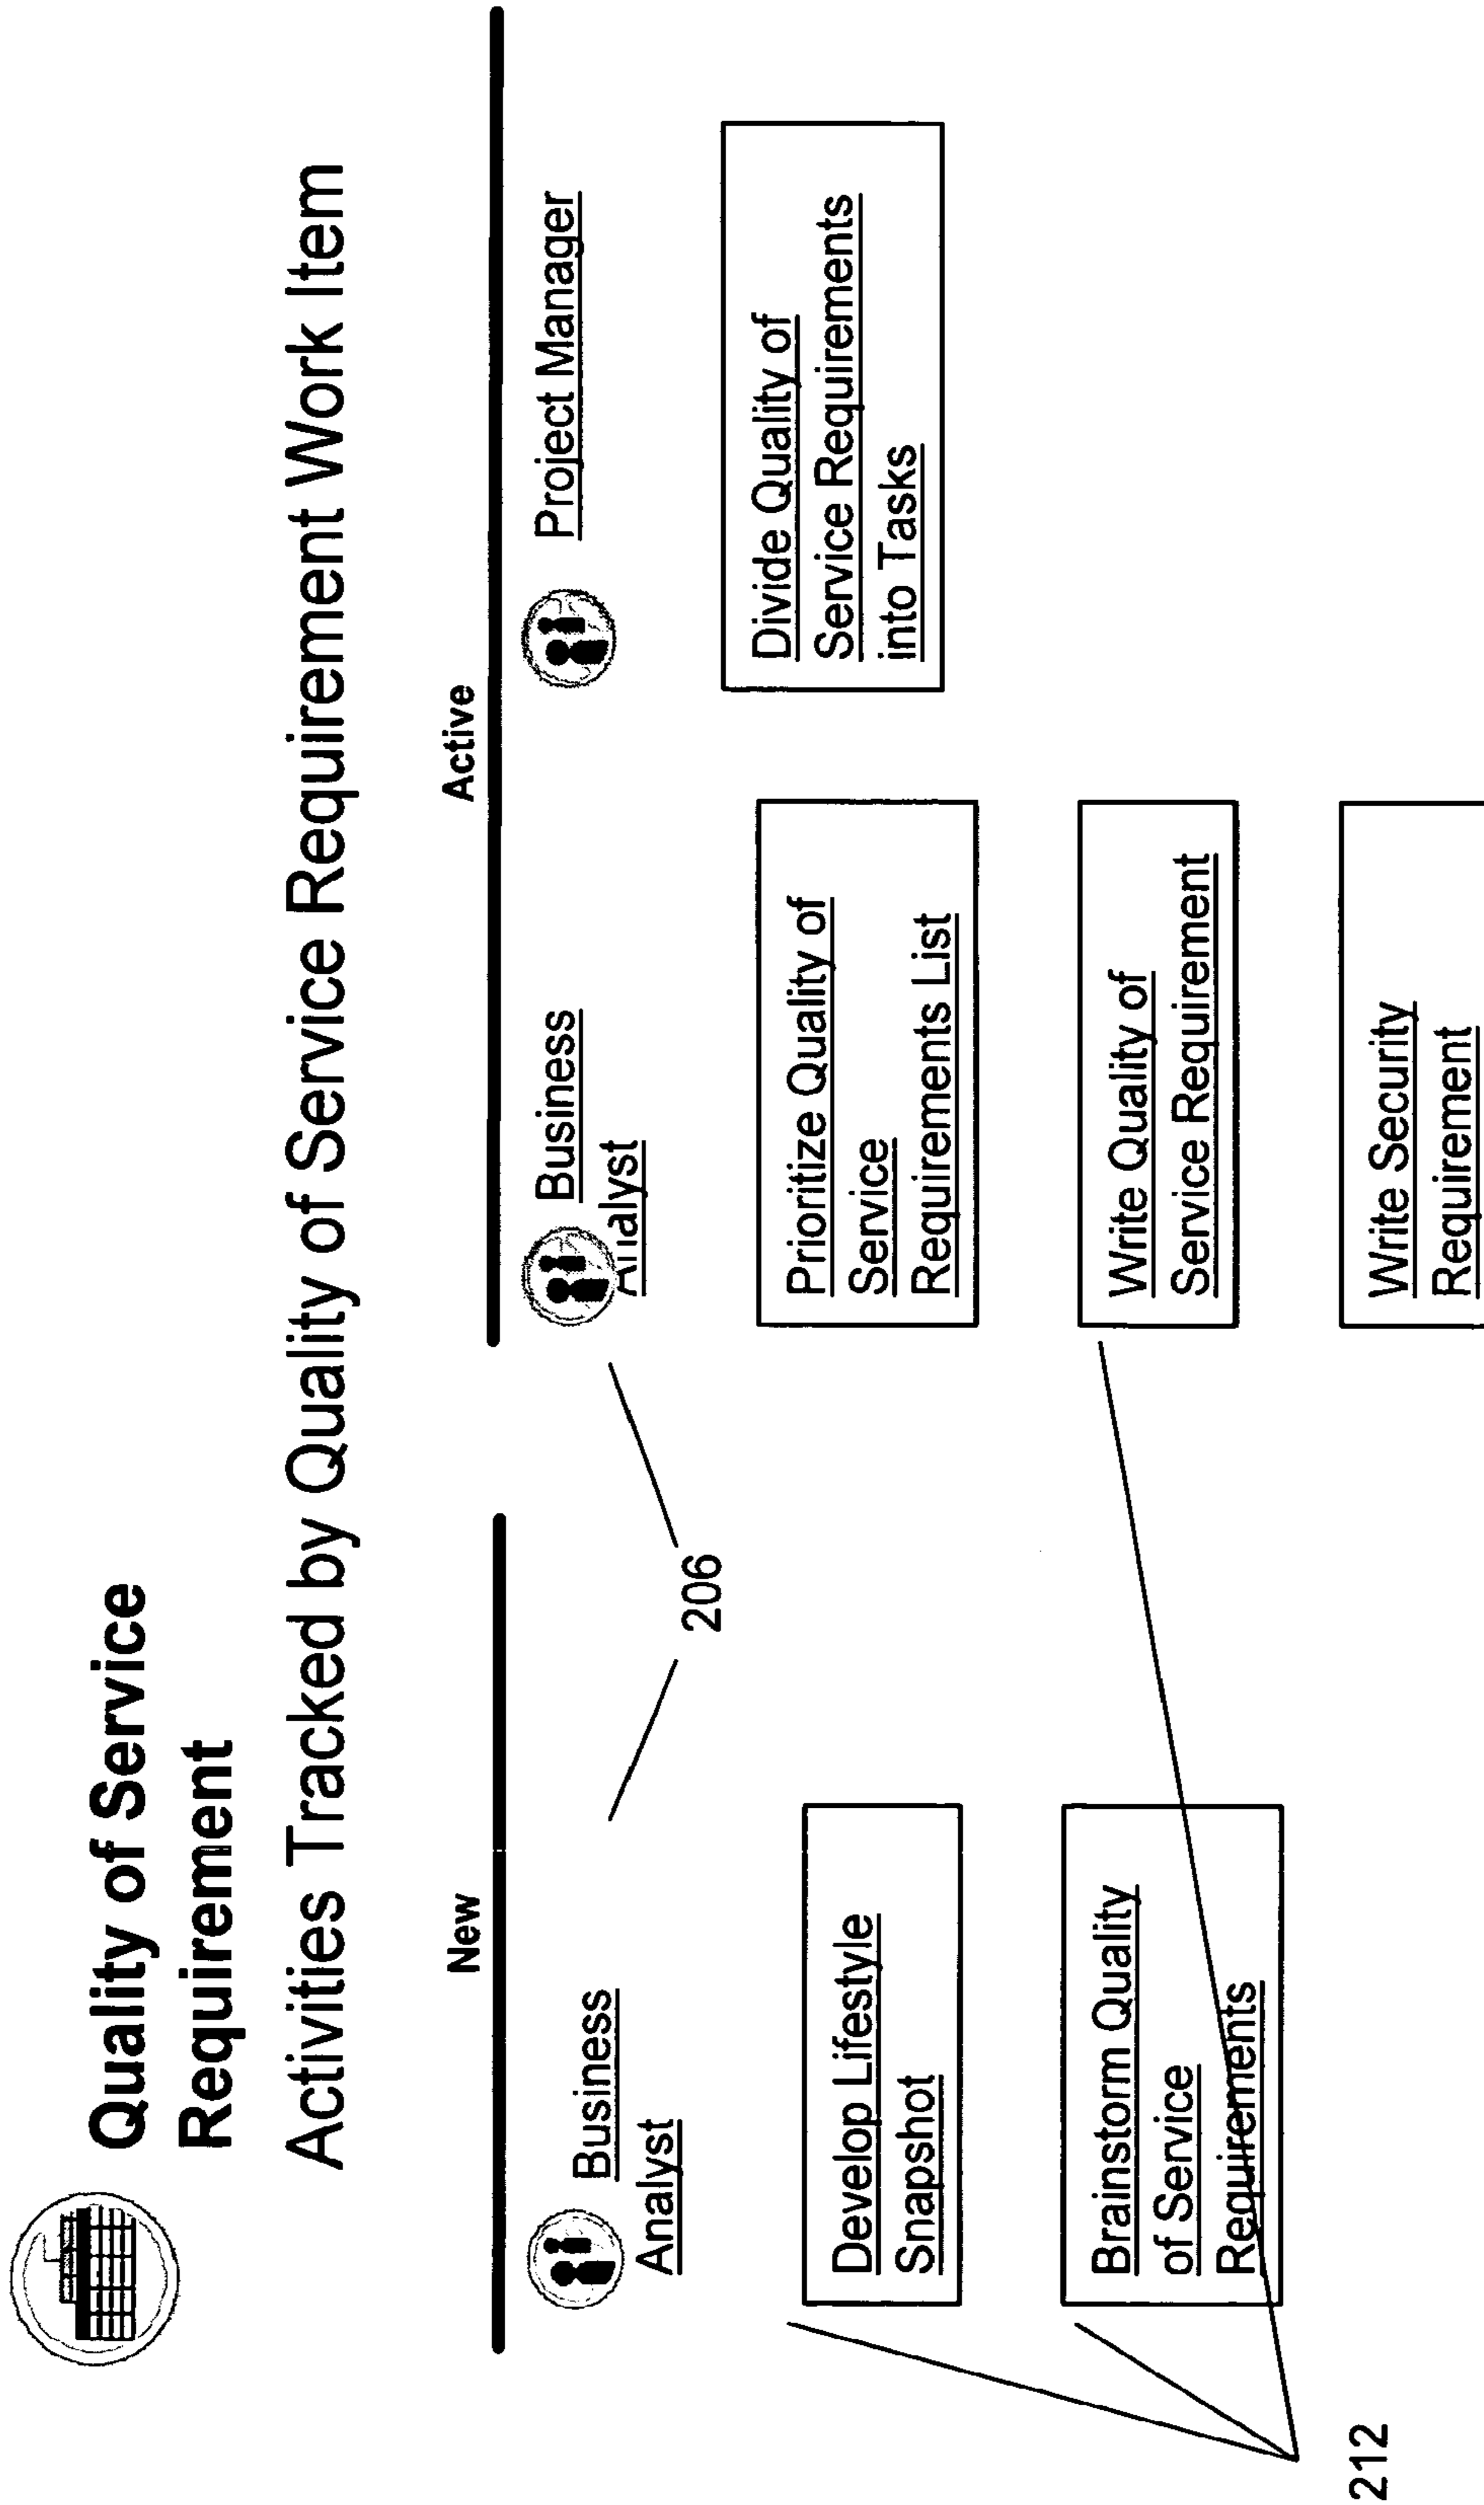 Quality of Service
Requirement
Activities Tracked by Quality of Service Requirement Work Item
New
Active
Business
Analyst
Develop Lifestyle
Snapshot
Brainstorm Quality
of Service
Requirements
Business
Analyst
Prioritize Quality of
Service
Requirements List
Write Quality of
Service Requirement
Write Security
Requirement
Project Manager
Divide Quality of
Service Requirements
into Tasks
206
212